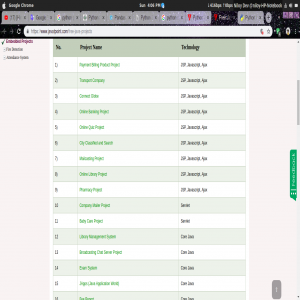 Google Chrome
Sun 4:06 PM
https://www.javatpoint.com/free-java-projects
Embedded Projects
Fire Detection
Attendance System
No. Project Name Technology
1) Payment Billing Product Project JSP, Javascript, Ajax
2) Transport Company JSP, Javascript, Ajax
3) Connect Globe JSP, Javascript, Ajax
4) Online Banking Project JSP, Javascript, Ajax
5) Online Quiz Project JSP, Javascript, Ajax
6) City Classified and Search JSP, Javascript, Ajax
7) Mailcasting Project JSP, Javascript, Ajax
8) Online Library Project JSP, Javascript, Ajax
9) Pharmacy Project JSP, Javascript, Ajax
10 Company Mailer Project Servlet
11 Baby Care Project Servlet
12 Library Management System Core Java
13 Broadcasting Chat Server Project Core Java
14 Exam System Core Java
15 (Java Application World) Core Java
16 Core Java